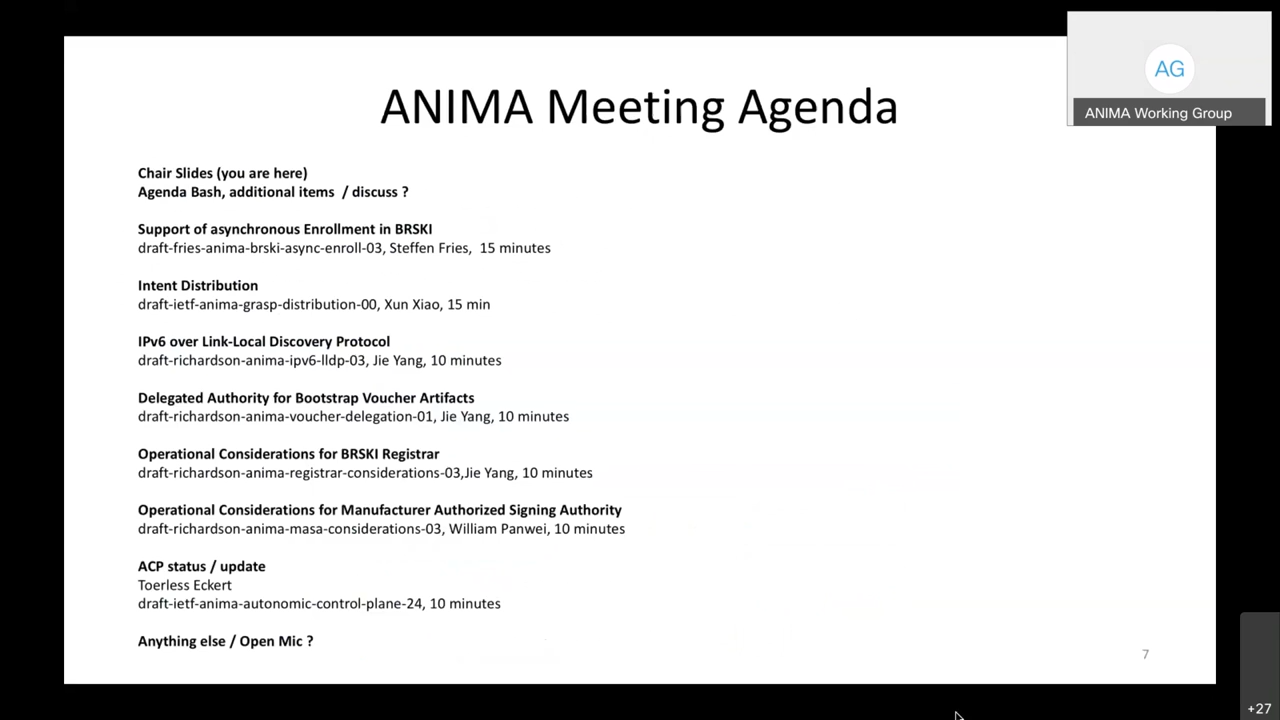 ANIMA Meeting Agenda
AG
ANIMA Working Group
Chair Slides (you are here)
Agenda Bash, additional items  / discuss ?
Support of asynchronous Enrollment in BRSKI
draft-fries-anima-brski-async-enroll-03, Steffen Fries,  15 minutes
Intent Distribution
draft-ietf-anima-grasp-distribution-00, Xun Xiao, 15 min
IPv6 over Link-Local Discovery Protocol
draft-richardson-anima-ipv6-lldp-03, Jie Yang, 10 minutes
Delegated Authority for Bootstrap Voucher Artifacts
draft-richardson-anima-voucher-delegation-01, Jie Yang, 10 minutes
Operational Considerations for BRSKI Registrar
draft-richardson-anima-registrar-considerations-03,Jie Yang, 10 minutes
Operational Considerations for Manufacturer Authorized Signing Authority
draft-richardson-anima-masa-considerations-03, William Panwei, 10 minutes
ACP status / update
Toerless Eckert
draft-ietf-anima-autonomic-control-plane-24, 10 minutes
Anything else / Open Mic ?
7
+27